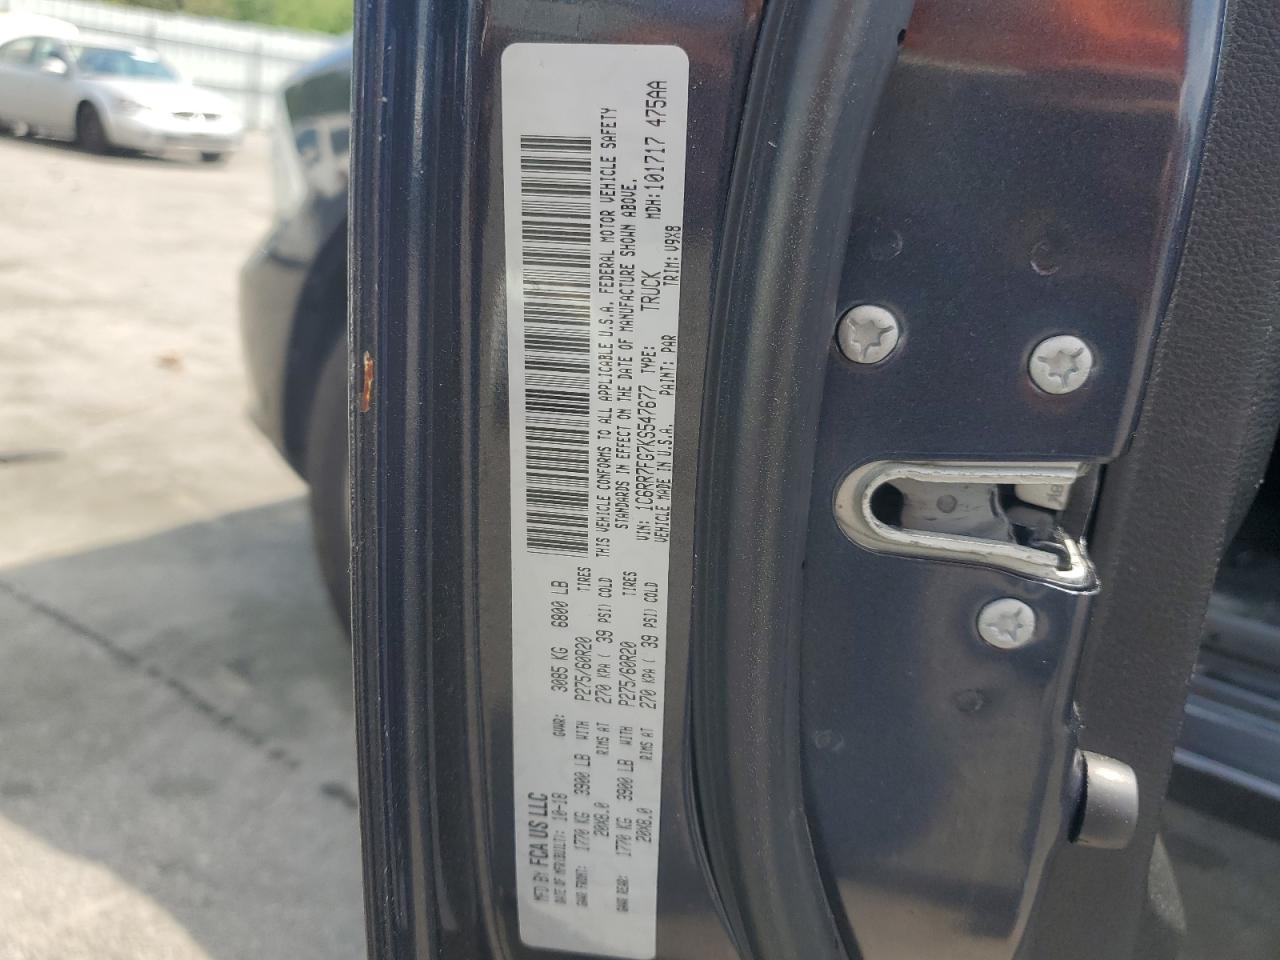 MFD BY FCA US LLC
DATE OF MFR(BUILT): 10-18 GVWR: 3085 KG 6800 LB
GAWR FRONT: 1770 KG 3900 LB WITH P275/60R20 TIRES
20X8.0 RIMS AT 270 KPA ( 39 PSI) COLD
GAWR REAR: 1770 KG 3900 LB WITH P275/60R20 TIRES
20X8.0 RIMS AT 270 KPA ( 39 PSI) COLD
THIS VEHICLE CONFORMS TO ALL APPLICABLE U.S.A. FEDERAL MOTOR VEHICLE SAFETY
STANDARDS IN EFFECT ON THE DATE OF MANUFACTURE SHOWN ABOVE.
VIN: 1C6RR7FG7KS547677 TYPE: TRUCK MDH:101717 475AA
VEHICLE MADE IN U.S.A. PAINT: PAR TRIM: V9X8